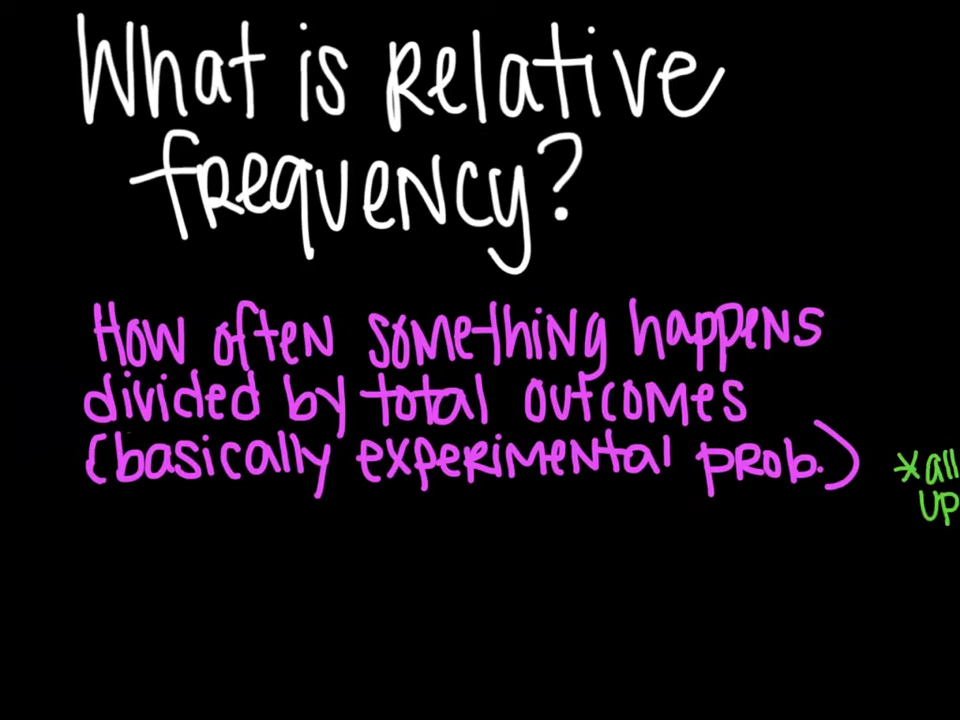 What is Relative
frequency?
How often something happens
divided by total outcomes
(basically experimental prob.)
*all
UP